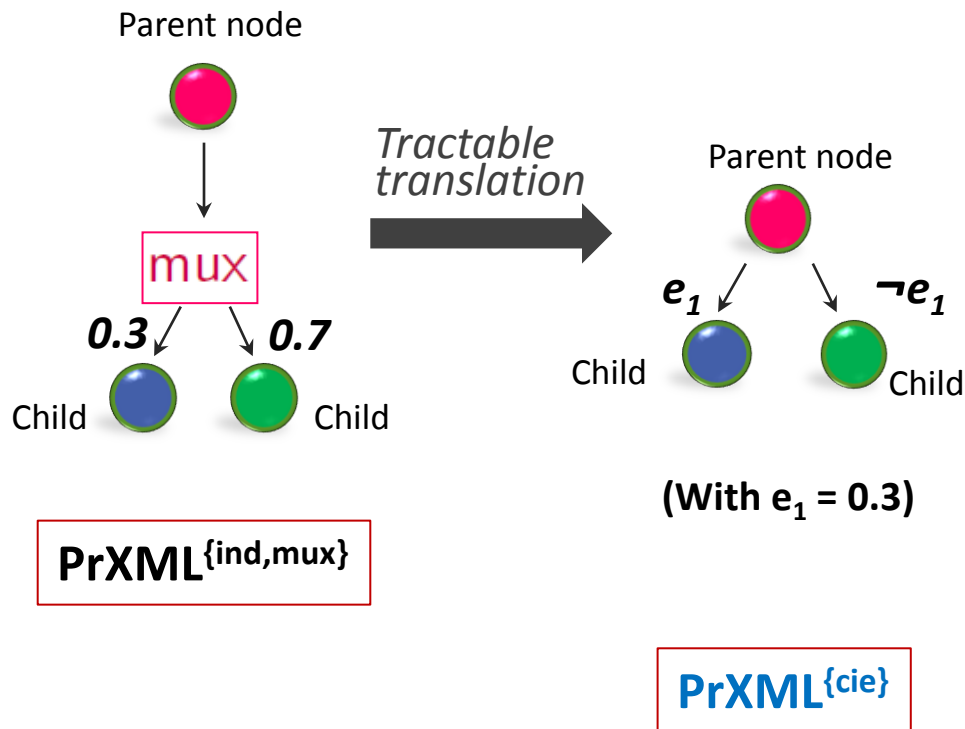 Parent node
mux
0.3
0.7
Child
Child
PrXML{ind,mux}
Tractable
translation
Parent node
e1
¬e1
Child
Child
(With e1 = 0.3)
PrXML{cie}